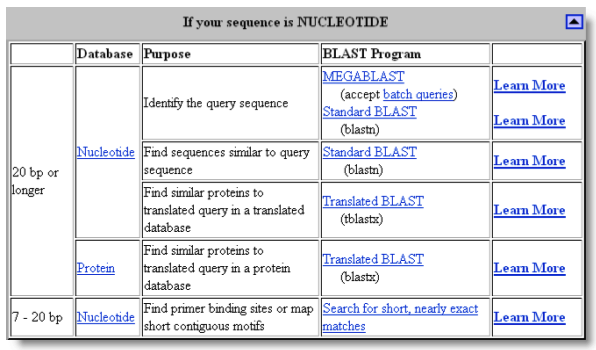 If your sequence is NUCLEOTIDE
Database
Purpose
BLAST Program
20 bp or
longer
Nucleotide
Identify the query sequence
MEGABLAST
(accept batch queries)
Standard BLAST
(blastn)
Learn More
Learn More
Find sequences similar to query
sequence
Standard BLAST
(blastn)
Learn More
Find similar proteins to
translated query in a translated
database
Translated BLAST
(tblastx)
Learn More
Protein
Find similar proteins to
translated query in a protein
database
Translated BLAST
(blastx)
Learn More
7 - 20 bp
Nucleotide
Find primer binding sites or map
short contiguous motifs
Search for short, nearly exact
matches
Learn More